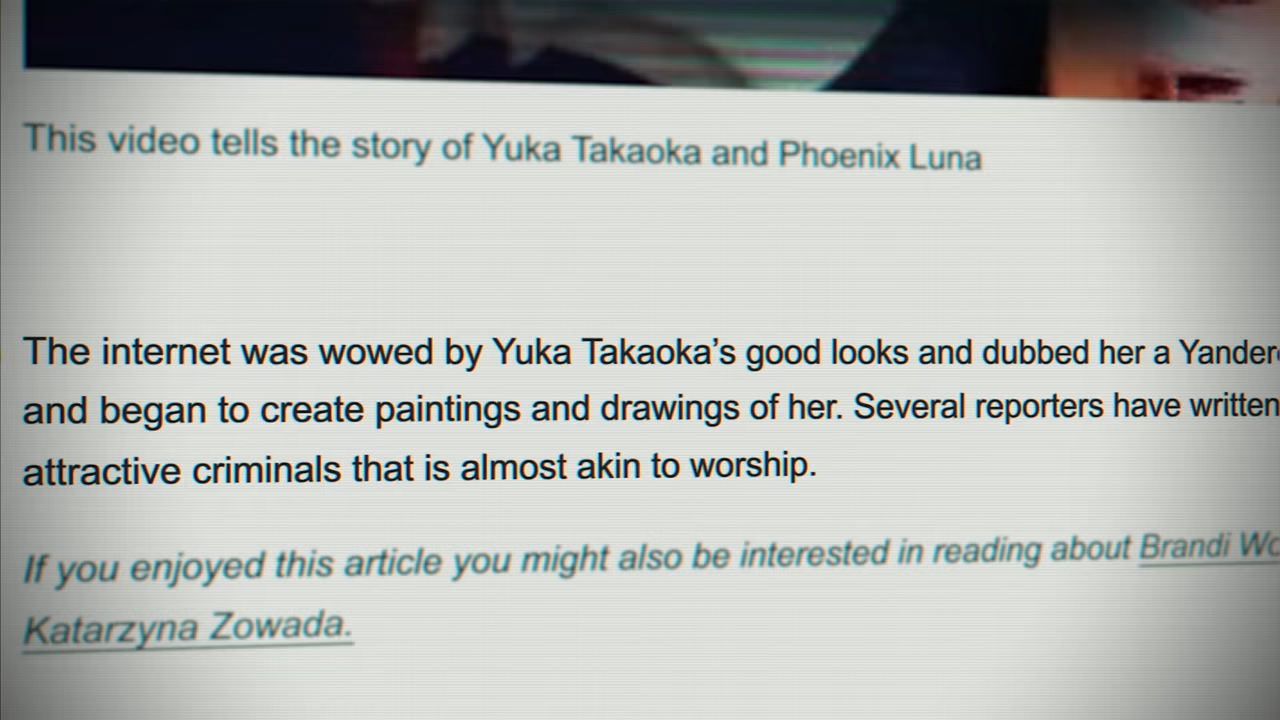 This video tells the story of Yuka Takaoka and Phoenix Luna
The internet was wowed by Yuka Takaoka’s good looks and dubbed her a
and began to create paintings and drawings of her. Several reporters have written
attractive criminals that is almost akin to worship.
If you enjoyed this article you might also be interested in reading about Brandi
Katarzyna Zowada.